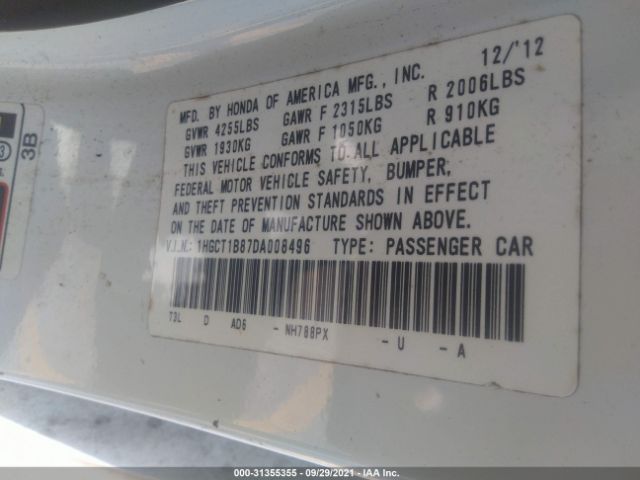 12/'12
MFD. BY HONDA OF AMERICA MFG., INC.
GVWR 4255LBS GAWR F 2315LBS R 2006LBS
GVWR 1930KG GAWR F 1050KG R 910KG
THIS VEHICLE CONFORMS TO ALL APPLICABLE
FEDERAL MOTOR VEHICLE SAFETY, BUMPER,
AND THEFT PREVENTION STANDARDS IN EFFECT
ON THE DATE OF MANUFACTURE SHOWN ABOVE.
V.I.N.: 1HGCT1B87DA008496 TYPE: PASSENGER CAR
73L D AD6 - NH788PX - U - A
3B
3
000-31355355 - 09/29/2021 - IAA Inc.